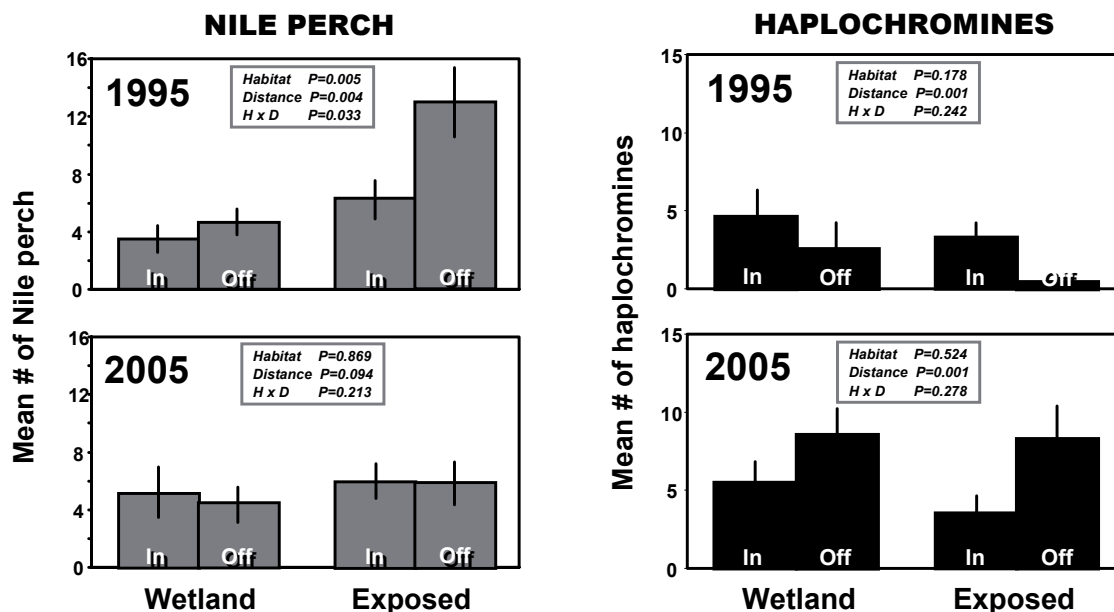 NILE PERCH
Mean # of Nile perch
16
12
8
4
0
1995
Habitat P=0.005
Distance P=0.004
H x D P=0.033
In Off In Off
16
12
8
4
0
2005
Habitat P=0.869
Distance P=0.094
H x D P=0.213
In Off In Off
Wetland Exposed
HAPLOCHROMINES
Mean # of haplochromines
15
10
5
0
1995
Habitat P=0.178
Distance P=0.001
H x D P=0.242
In Off In Off
15
10
5
0
2005
Habitat P=0.524
Distance P=0.001
H x D P=0.278
In Off In Off
Wetland Exposed